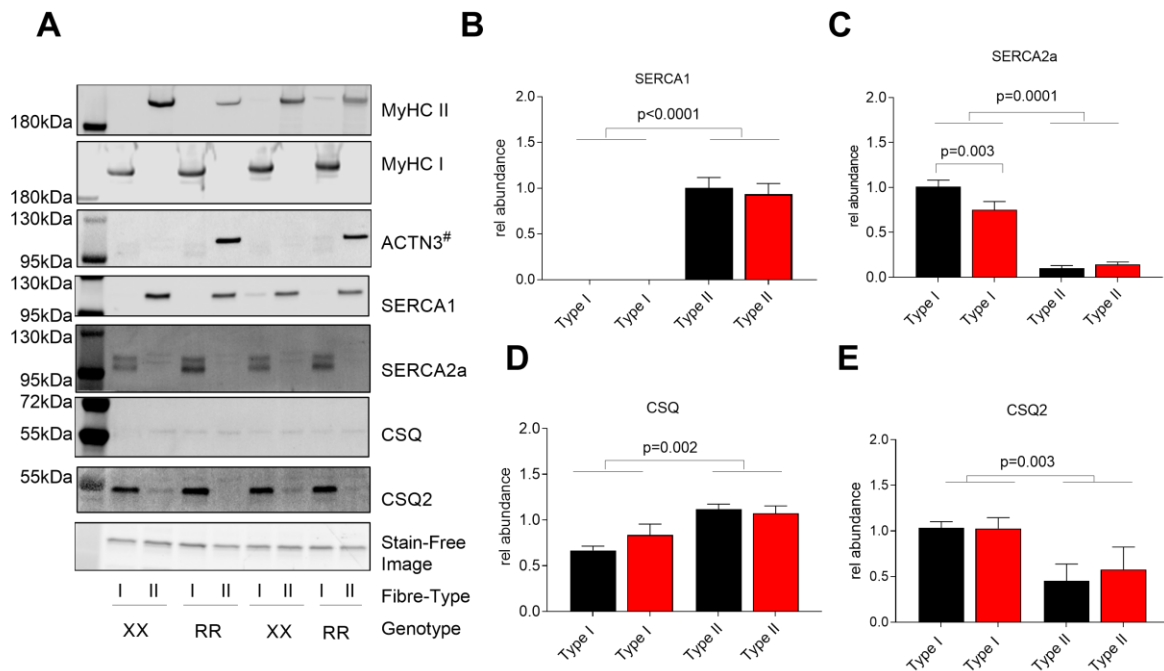 A
MyHC II
180kDa
MyHC I
180kDa
130kDa
ACTN3#
95kDa
130kDa
SERCA1
95kDa
130kDa
SERCA2a
95kDa
72kDa
CSQ
55kDa
55kDa
CSQ2
Stain-Free
Image
I II I II I II I II Fibre-Type
XX RR XX RR Genotype
B
SERCA1
p<0.0001
rel abundance
2.0
1.5
1.0
0.5
0.0
Type I Type I Type II Type II
C
SERCA2a
p=0.0001
p=0.003
rel abundance
2.0
1.5
1.0
0.5
0.0
Type I Type I Type II Type II
D
CSQ
p=0.002
rel abundance
2.0
1.5
1.0
0.5
0.0
Type I Type I Type II Type II
E
CSQ2
p=0.003
rel abundance
2.0
1.5
1.0
0.5
0.0
Type I Type I Type II Type II